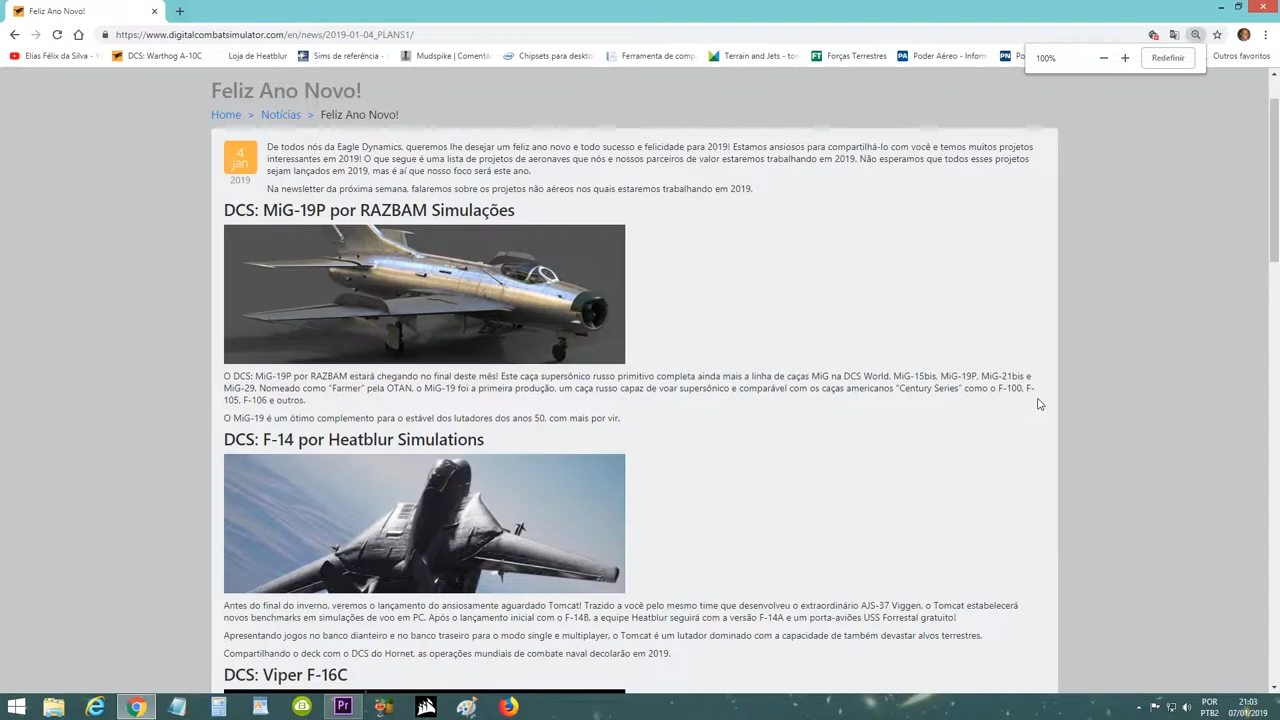 Feliz Ano Novo!
https://www.digitalcombatsimulator.com/en/news/2019-01-04_PLANS1/
Elias Félix da Silva - Y
DCS: Warthog A-10C
Loja de Heatblur
Sims de referência -
Mudspike | Comentá
Chipsets para deskto
Ferramenta de comp
Terrain and Jets - ton
Forças Terrestres
Poder Aéreo - Inform
Po
Outros favoritos
100%
Redefinir
Feliz Ano Novo!
Home > Notícias > Feliz Ano Novo!
4
jan
2019
De todos nós da Eagle Dynamics, queremos lhe desejar um feliz ano novo e todo sucesso e felicidade para 2019! Estamos ansiosos para compartilhá-lo com você e temos muitos projetos
interessantes em 2019! O que segue é uma lista de projetos de aeronaves que nós e nossos parceiros de valor estaremos trabalhando em 2019. Não esperamos que todos esses projetos
sejam lançados em 2019, mas é aí que nosso foco será este ano.
Na newsletter da próxima semana, falaremos sobre os projetos não aéreos nos quais estaremos trabalhando em 2019.
DCS: MiG-19P por RAZBAM Simulações
O DCS: MiG-19P por RAZBAM estará chegando no final deste mês! Este caça supersônico russo primitivo completa ainda mais a linha de caças MiG na DCS World. MiG-15bis, MiG-19P, MiG-21bis e
MiG-29. Nomeado como "Farmer" pela OTAN, o MiG-19 foi a primeira produção, um caça russo capaz de voar supersônico e comparável com os caças americanos "Century Series" como o F-100, F-
105, F-106 e outros.
O MiG-19 é um ótimo complemento para o estável dos lutadores dos anos 50, com mais por vir.
DCS: F-14 por Heatblur Simulations
Antes do final do inverno, veremos o lançamento do ansiosamente aguardado Tomcat! Trazido a você pelo mesmo time que desenvolveu o extraordinário AJS-37 Viggen, o Tomcat estabelecerá
novos benchmarks em simulações de voo em PC. Após o lançamento inicial com o F-14B, a equipe Heatblur seguirá com a versão F-14A e um porta-aviões USS Forrestal gratuito!
Apresentando jogos no banco dianteiro e no banco traseiro para o modo single e multiplayer, o Tomcat é um lutador dominado com a capacidade de também devastar alvos terrestres.
Compartilhando o deck com o DCS do Hornet, as operações mundiais de combate naval decolarão em 2019.
DCS: Viper F-16C
Pr
POR
PTB2
21:03
07/01/2019